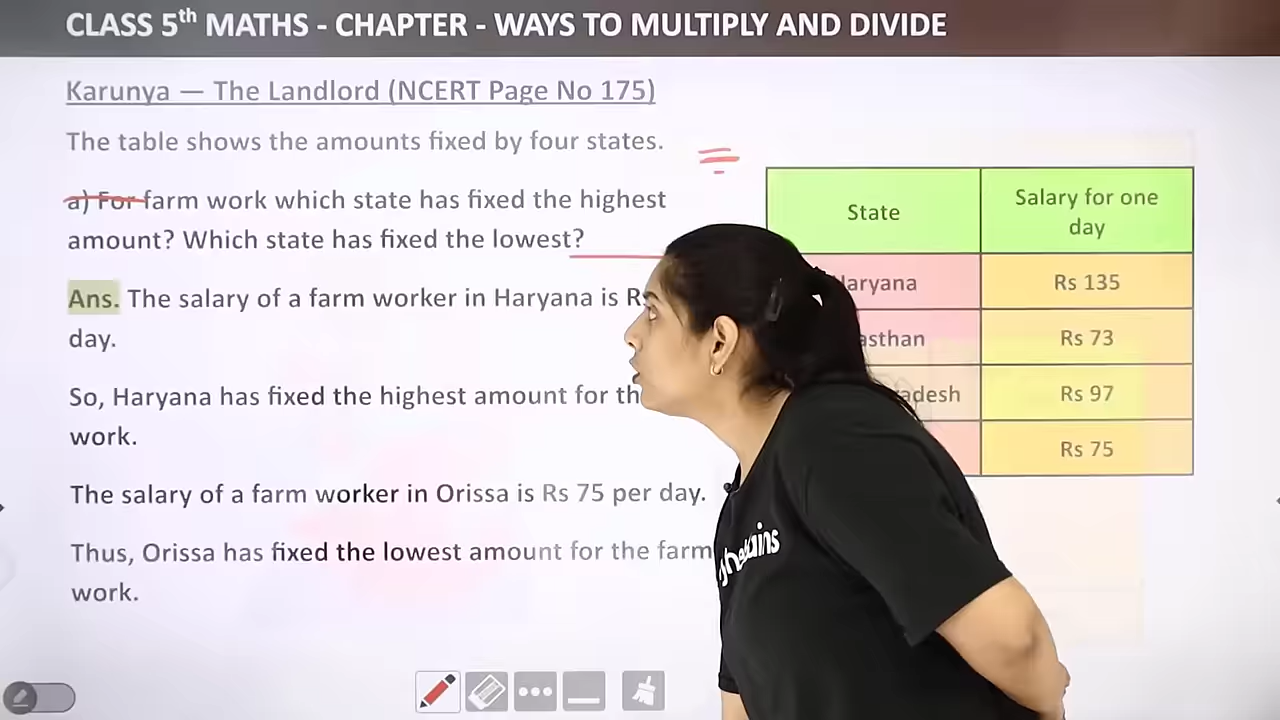 CLASS 5th MATHS - CHAPTER - WAYS TO MULTIPLY AND DIVIDE
Karunya — The Landlord (NCERT Page No 175)
The table shows the amounts fixed by four states.
a) For farm work which state has fixed the highest
amount? Which state has fixed the lowest?
Ans. The salary of a farm worker in Haryana is
day.
So, Haryana has fixed the highest amount for
work.
The salary of a farm worker in Orissa is Rs 75 per day.
Thus, Orissa has fixed the lowest amount for the farm
work.
State Salary for one
day
Haryana Rs 135
Rs 73
Rs 97
Rs 75